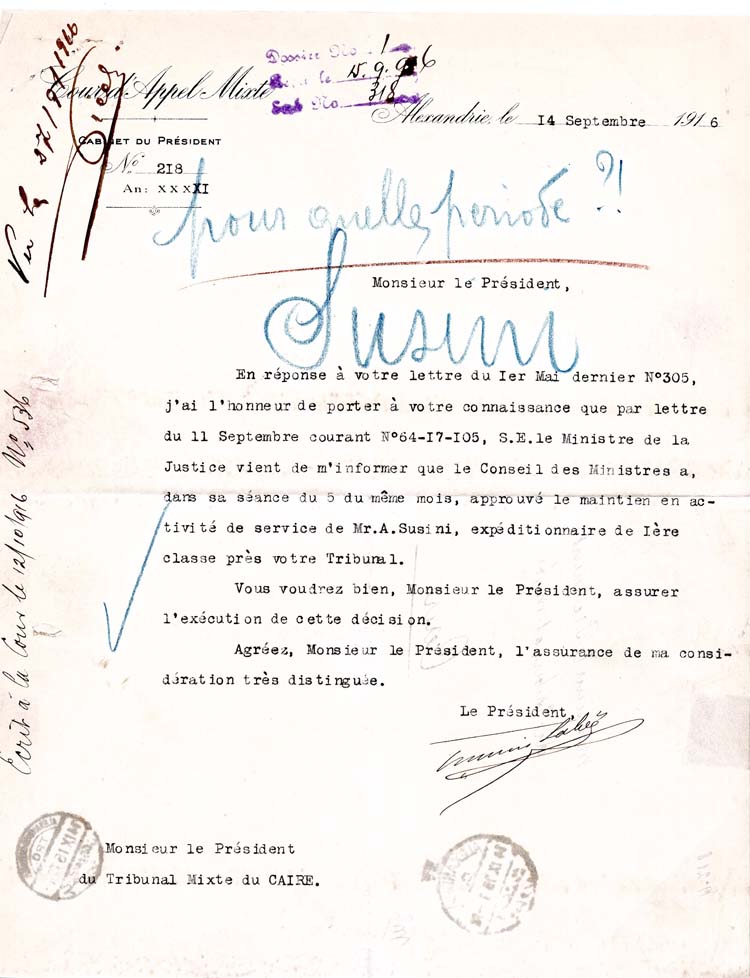 Cour d'Appel Mixte
Dossier No 1
le 15.9.916
No 318
Alexandrie, le 14 Septembre 1916
CABINET DU PRÉSIDENT
No 218
An: XXXXI
pour quelle periode ?!
Monsieur le Président,
Susini
En réponse à votre lettre du Ier Mai dernier N°305,
j'ai l'honneur de porter à votre connaissance que par lettre
du 11 Septembre courant N°64-I7-I05, S.E.le Ministre de la
Justice vient de m'informer que le Conseil des Ministres a,
dans sa séance du 5 du même mois, approuvé le maintien en ac-
tivité de service de Mr.A.Susini, expéditionnaire de Ière
classe près votre Tribunal.
Vous voudrez bien, Monsieur le Président, assurer
l'exécution de cette décision.
Agréez, Monsieur le Président, l'assurance de ma consi-
dération très distinguée.
Le Président,
Monsieur le Président
du Tribunal Mixte du CAIRE.
Ecrit à la Cour le 12/10/916 No 536